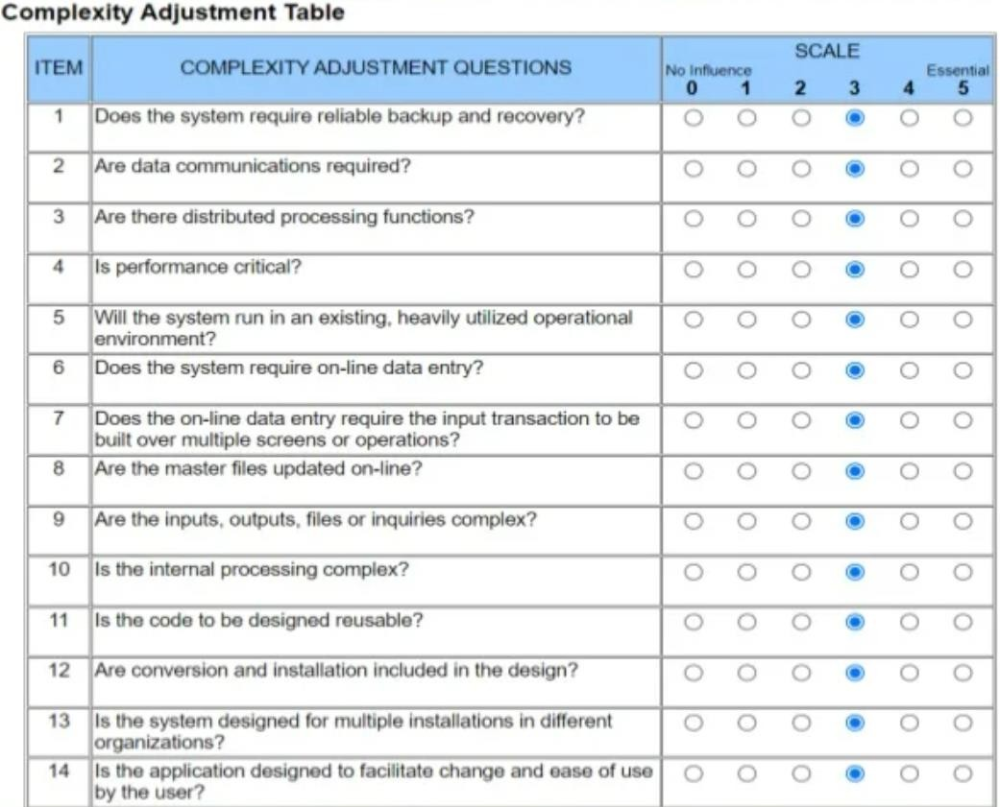 Complexity Adjustment Table
ITEM
COMPLEXITY ADJUSTMENT QUESTIONS
SCALE
No Influence
Essential
0 1 2 3 4 5
1 Does the system require reliable backup and recovery?
2 Are data communications required?
3 Are there distributed processing functions?
4 Is performance critical?
5 Will the system run in an existing, heavily utilized operational
environment?
6 Does the system require on-line data entry?
7 Does the on-line data entry require the input transaction to be
built over multiple screens or operations?
8 Are the master files updated on-line?
9 Are the inputs, outputs, files or inquiries complex?
10 Is the internal processing complex?
11 Is the code to be designed reusable?
12 Are conversion and installation included in the design?
13 Is the system designed for multiple installations in different
organizations?
14 Is the application designed to facilitate change and ease of use
by the user?